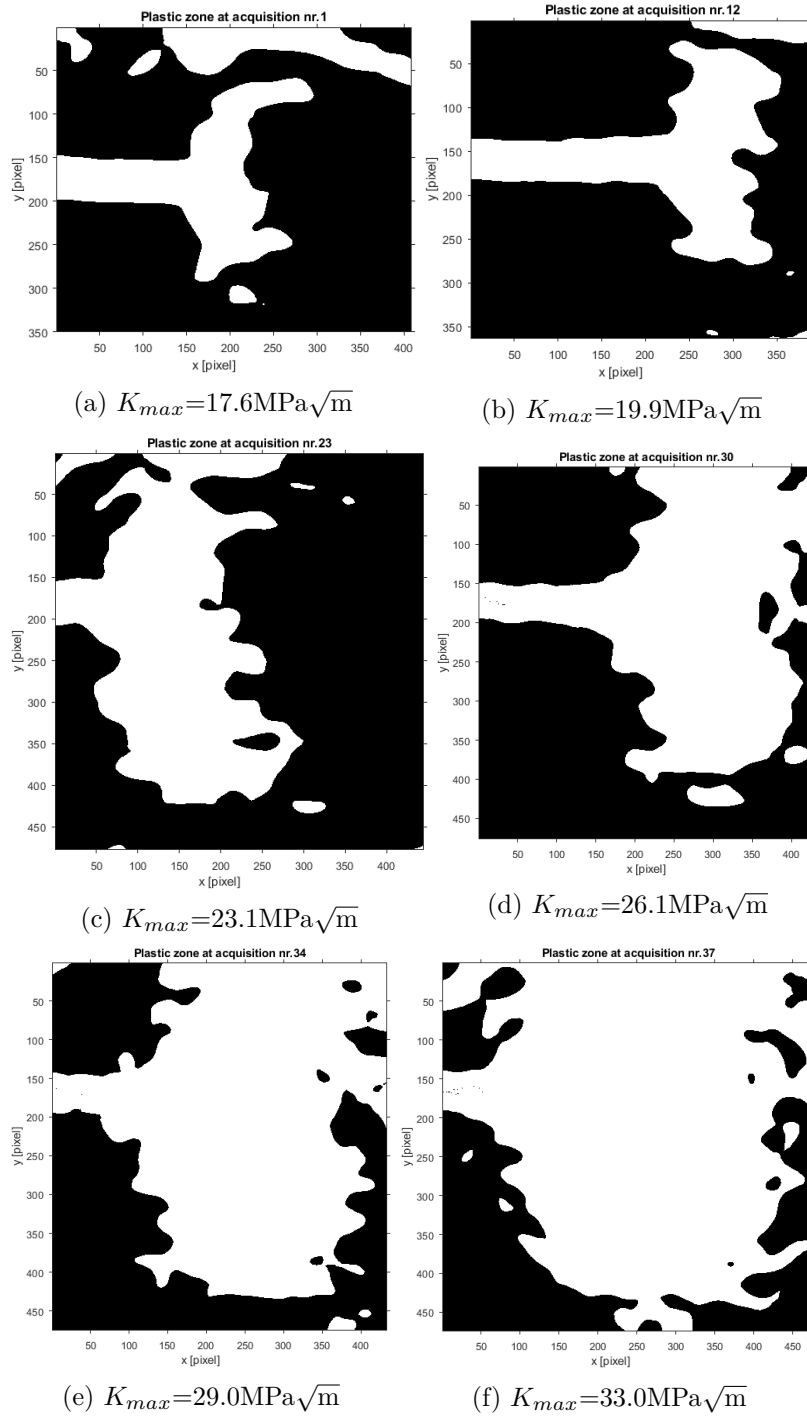 Plastic zone at acquisition nr.1
50
100
150
200
250
300
350
y [pixel]
50 100 150 200 250 300 350 400
x [pixel]
(a) K_max=17.6MPa√m
Plastic zone at acquisition nr.12
50
100
150
200
250
300
350
y [pixel]
50 100 150 200 250 300 350
x [pixel]
(b) K_max=19.9MPa√m
Plastic zone at acquisition nr.23
50
100
150
200
250
300
350
400
450
y [pixel]
50 100 150 200 250 300 350 400
x [pixel]
(c) K_max=23.1MPa√m
Plastic zone at acquisition nr.30
50
100
150
200
250
300
350
400
450
y [pixel]
50 100 150 200 250 300 350 400
x [pixel]
(d) K_max=26.1MPa√m
Plastic zone at acquisition nr.34
50
100
150
200
250
300
350
400
450
y [pixel]
50 100 150 200 250 300 350 400
x [pixel]
(e) K_max=29.0MPa√m
Plastic zone at acquisition nr.37
50
100
150
200
250
300
350
400
450
y [pixel]
50 100 150 200 250 300 350 400 450
x [pixel]
(f) K_max=33.0MPa√m